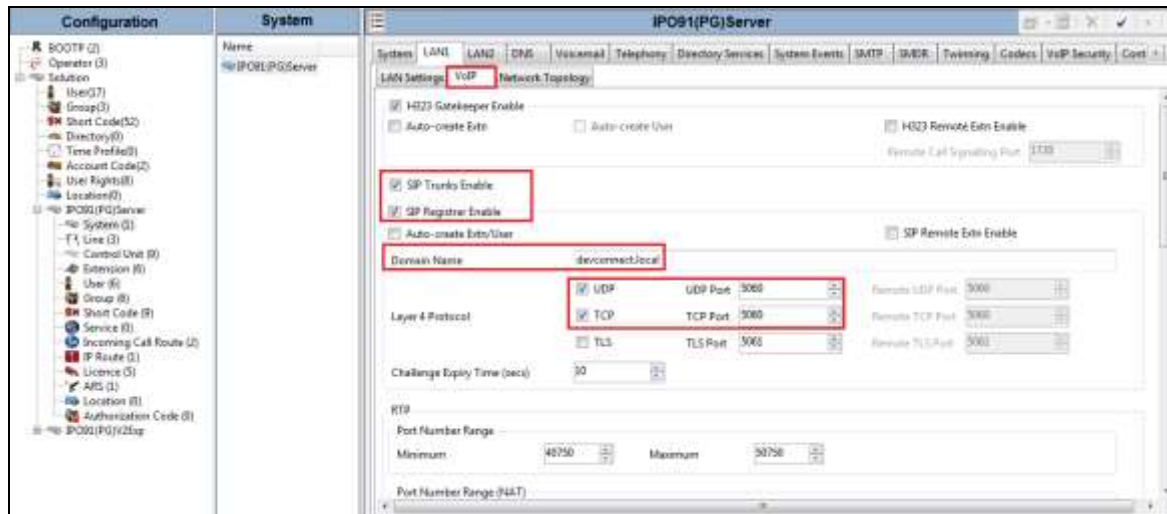 Configuration
System
IPO91(PG)Server
BOOTP (2)
Operator (3)
Solution
User(17)
Group(3)
Short Code(52)
Directory(0)
Time Profile(0)
Account Code(2)
User Rights(8)
Location(0)
IPO91(PG)Server
System (1)
Line (3)
Control Unit (9)
Extension (6)
User (6)
Group (8)
Short Code (9)
Service (0)
Incoming Call Route (2)
IP Route (1)
Licence (5)
ARS (1)
Location (0)
Authorization Code (0)
Name
IPO91(PG)Server
System LAN1 LAN2 DNS Voicemail Telephony Directory Services System Events SMTP SMDR Twinning Codecs VoIP Security Cont
LAN Settings VoIP Network Topology
H323 Gatekeeper Enable
Auto-create Extn Auto-create User H323 Remote Extn Enable
Remote Call Signalling Port 1720
SIP Trunks Enable
SIP Registrar Enable
Auto-create Extn/User SIP Remote Extn Enable
Domain Name devconnect.local
UDP UDP Port 5060 Remote UDP Port 5060
Layer 4 Protocol TCP TCP Port 5060 Remote TCP Port 5060
TLS TLS Port 5061 Remote TLS Port 5061
Challenge Expiry Time (secs) 10
RTP
Port Number Range
Minimum 40750 Maximum 50750
Port Number Range (NAT)